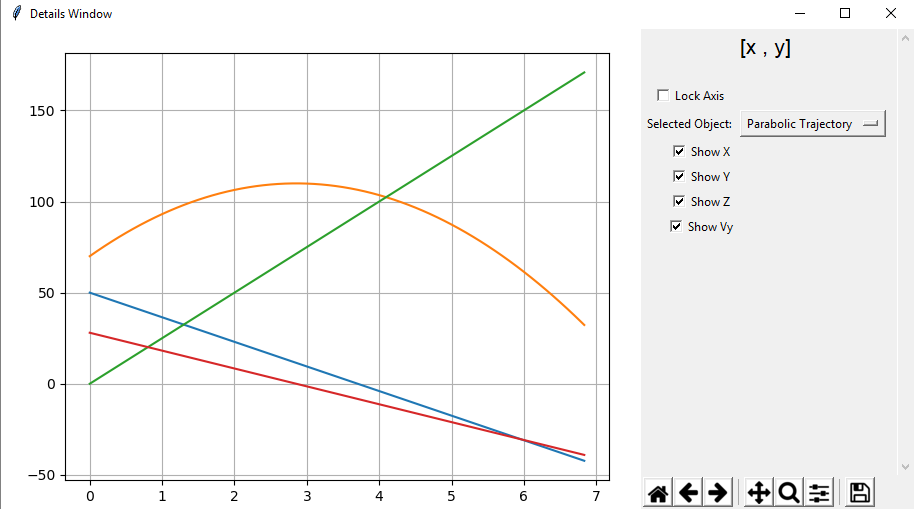 Details Window
[x , y]
Lock Axis
Selected Object: Parabolic Trajectory
Show X
Show Y
Show Z
Show Vy
150
100
50
0
−50
0 1 2 3 4 5 6 7